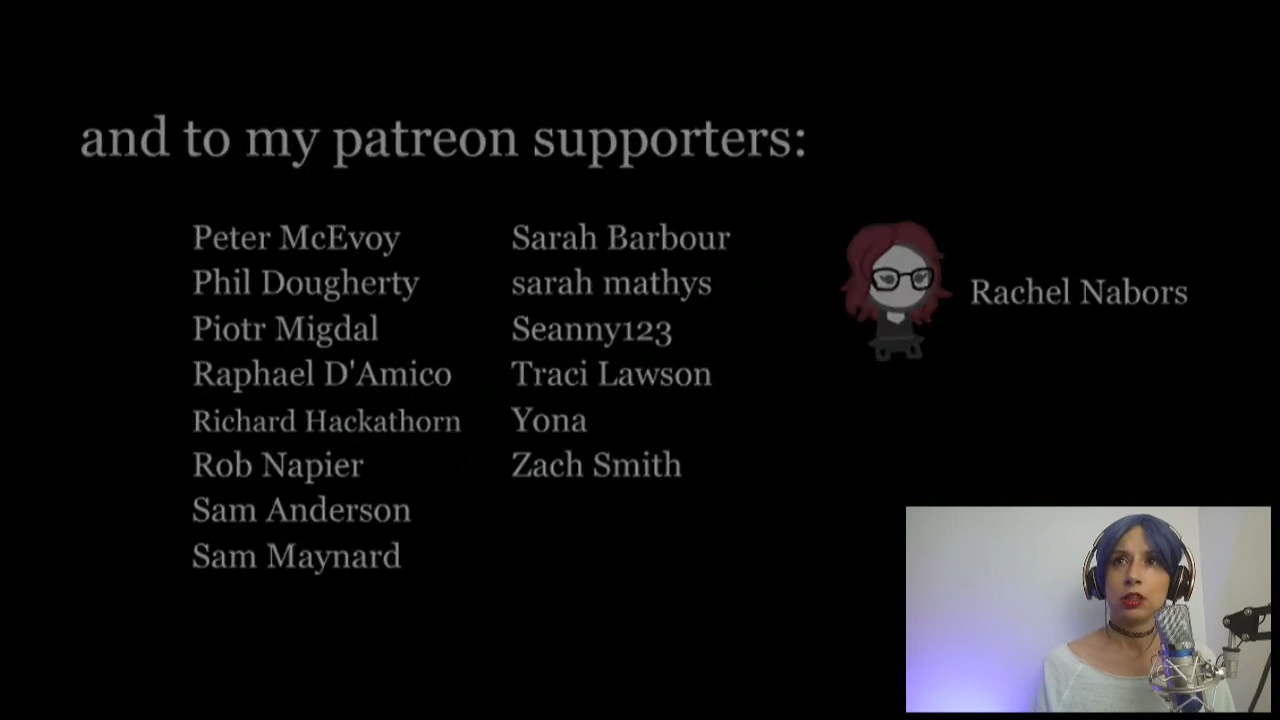 and to my patreon supporters:
Peter McEvoy
Phil Dougherty
Piotr Migdal
Raphael D'Amico
Richard Hackathorn
Rob Napier
Sam Anderson
Sam Maynard
Sarah Barbour
sarah mathys
Seanny123
Traci Lawson
Yona
Zach Smith
Rachel Nabors